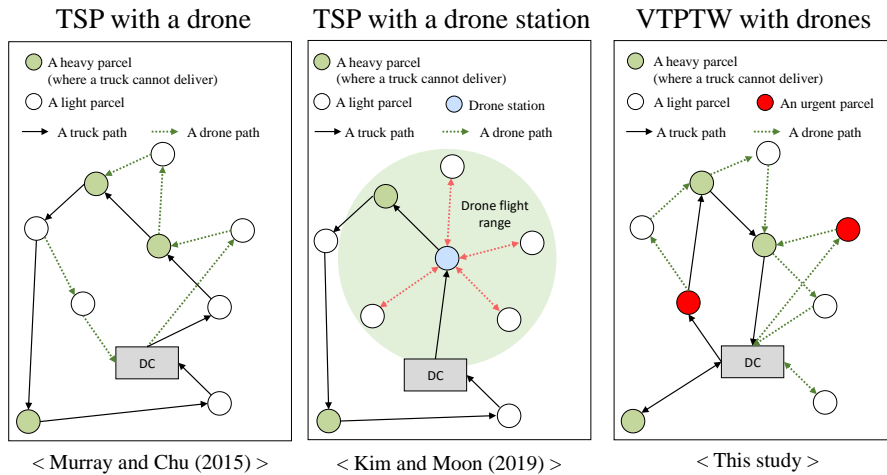 TSP with a drone
A heavy parcel
(where a truck cannot deliver)
A light parcel
A truck path
A drone path
DC
< Murray and Chu (2015) >
TSP with a drone station
A heavy parcel
(where a truck cannot deliver)
A light parcel
Drone station
A truck path
A drone path
Drone flight
range
DC
< Kim and Moon (2019) >
VTPTW with drones
A heavy parcel
(where a truck cannot deliver)
A light parcel
An urgent parcel
A truck path
A drone path
DC
< This study >